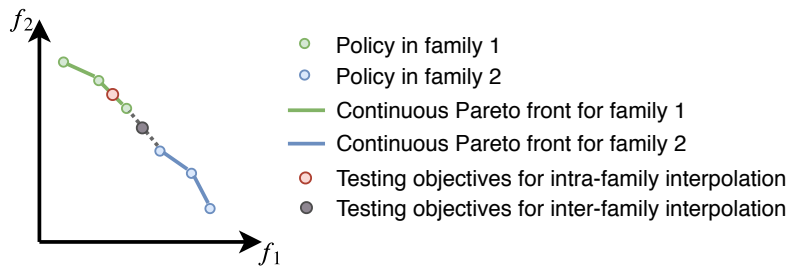 f2
Policy in family 1
Policy in family 2
Continuous Pareto front for family 1
Continuous Pareto front for family 2
Testing objectives for intra-family interpolation
Testing objectives for inter-family interpolation
f1